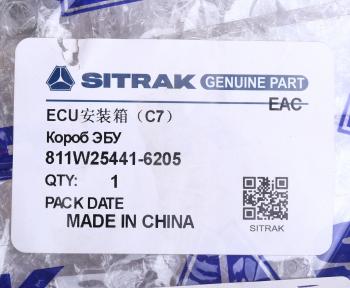 SITRAK GENUINE PART
EAC
ECU安装箱（C7）
Короб ЭБУ
811W25441-6205
QTY: 1
PACK DATE
MADE IN CHINA
SITRAK